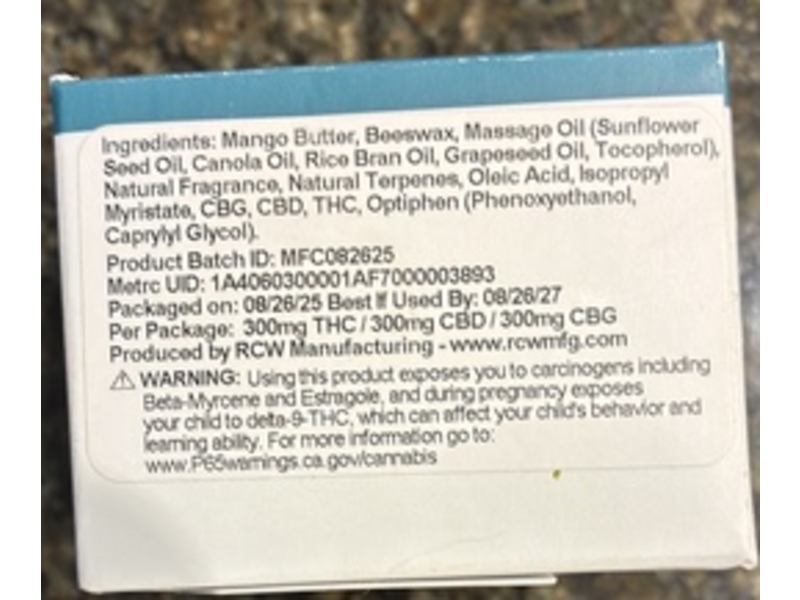 Ingredients: Mango Butter, Beeswax, Massage Oil (Sunflower
Seed Oil, Canola Oil, Rice Bran Oil, Grapeseed Oil, Tocopherol),
Natural Fragrance, Natural Terpenes, Oleic Acid, Isopropyl
Myristate, CBG, CBD, THC, Optiphen (Phenoxyethanol,
Caprylyl Glycol).
Product Batch ID: MFC082625
Metrc UID: 1A4060300001AF7000003893
Packaged on: 08/26/25 Best If Used By: 08/26/27
Per Package: 300mg THC / 300mg CBD / 300mg CBG
Produced by RCW Manufacturing - www.rcwmfg.com
⚠ WARNING: Using this product exposes you to carcinogens including
Beta-Myrcene and Estragole, and during pregnancy exposes
your child to delta-9-THC, which can affect your child's behavior and
learning ability. For more information go to:
www.P65warnings.ca.gov/cannabis